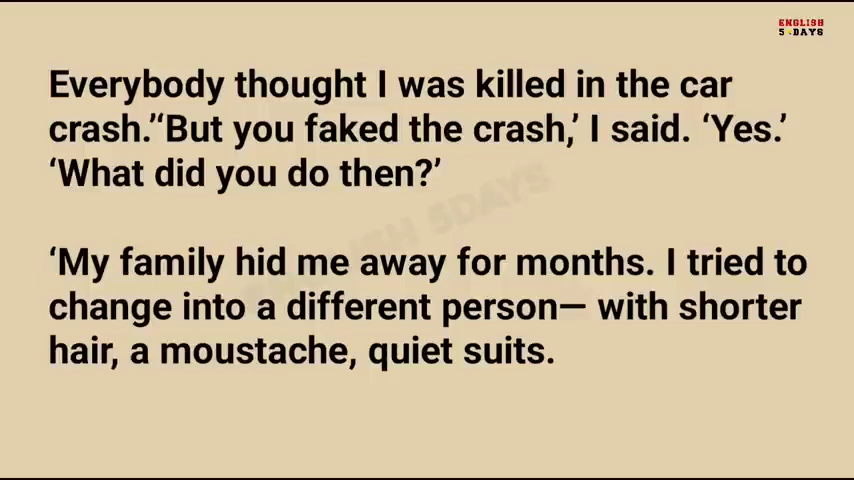 ENGLISH
5 DAYS
Everybody thought I was killed in the car
crash.’‘But you faked the crash,’ I said. ‘Yes.’
‘What did you do then?’
‘My family hid me away for months. I tried to
change into a different person— with shorter
hair, a moustache, quiet suits.
ENGLISH 5DAYS